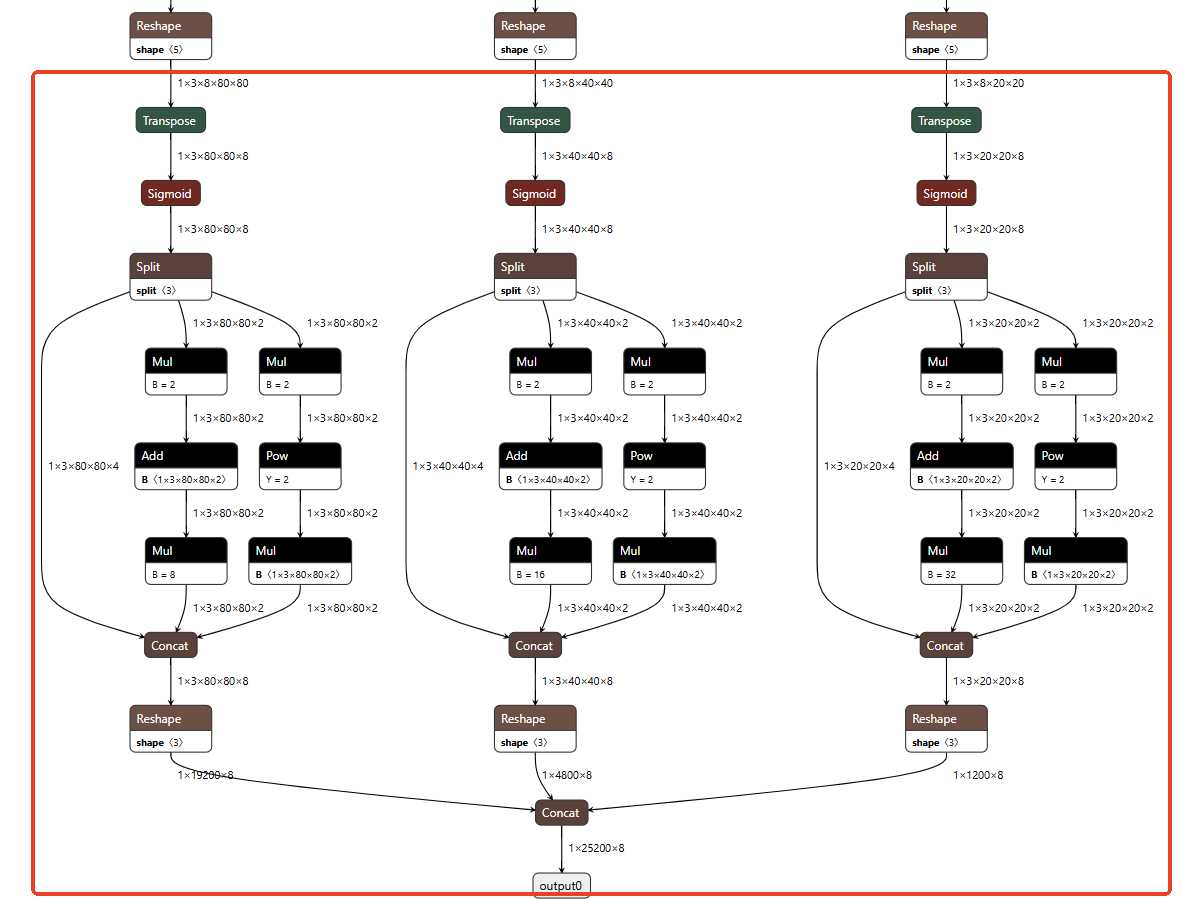 Reshape
shape 〈5〉
Reshape
shape 〈5〉
Reshape
shape 〈5〉
1×3×8×80×80
1×3×8×40×40
1×3×8×20×20
Transpose
Transpose
Transpose
1×3×80×80×8
1×3×40×40×8
1×3×20×20×8
Sigmoid
Sigmoid
Sigmoid
1×3×80×80×8
1×3×40×40×8
1×3×20×20×8
Split
split 〈3〉
Split
split 〈3〉
Split
split 〈3〉
1×3×80×80×2
1×3×80×80×2
1×3×40×40×2
1×3×40×40×2
1×3×20×20×2
1×3×20×20×2
Mul
B = 2
Mul
B = 2
Mul
B = 2
Mul
B = 2
Mul
B = 2
Mul
B = 2
1×3×80×80×2
1×3×80×80×2
1×3×40×40×2
1×3×40×40×2
1×3×20×20×2
1×3×20×20×2
1×3×80×80×4
Add
B 〈1×3×80×80×2〉
Pow
Y = 2
1×3×40×40×4
Add
B 〈1×3×40×40×2〉
Pow
Y = 2
1×3×20×20×4
Add
B 〈1×3×20×20×2〉
Pow
Y = 2
1×3×80×80×2
1×3×80×80×2
1×3×40×40×2
1×3×40×40×2
1×3×20×20×2
1×3×20×20×2
Mul
B = 8
Mul
B 〈1×3×80×80×2〉
Mul
B = 16
Mul
B 〈1×3×40×40×2〉
Mul
B = 32
Mul
B 〈1×3×20×20×2〉
1×3×80×80×2
1×3×80×80×2
1×3×40×40×2
1×3×40×40×2
1×3×20×20×2
1×3×20×20×2
Concat
Concat
Concat
1×3×80×80×8
1×3×40×40×8
1×3×20×20×8
Reshape
shape 〈3〉
Reshape
shape 〈3〉
Reshape
shape 〈3〉
1×19200×8
1×4800×8
1×1200×8
Concat
1×25200×8
output0